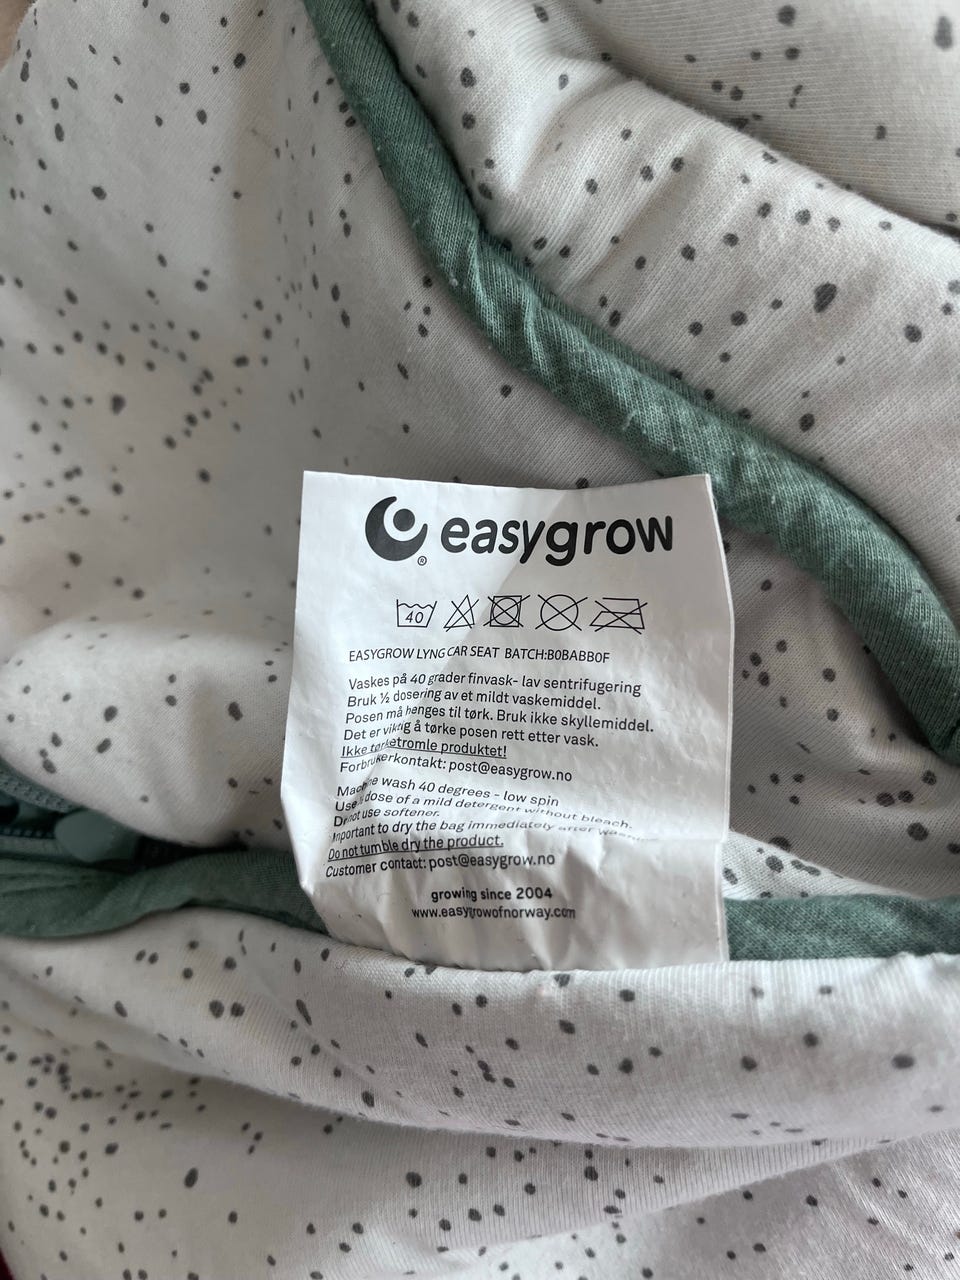 easygrow
®
40
EASYGROW LYNG CAR SEAT BATCH:B0BABB0F
Vaskes på 40 grader finvask- lav sentrifugering
Bruk ½ dosering av et mildt vaskemiddel.
Posen må henges til tørk. Bruk ikke skyllemiddel.
Det er viktig å tørke posen rett etter vask.
Ikke tørketromle produktet!
Forbrukerkontakt: post@easygrow.no
Machine wash 40 degrees - low spin
Use dose of a mild detergent without bleach.
Do not use softener.
Important to dry the bag immediately after
Do not tumble dry the product.
Customer contact: post@easygrow.no
growing since 2004
www.easygrowofnorway.com